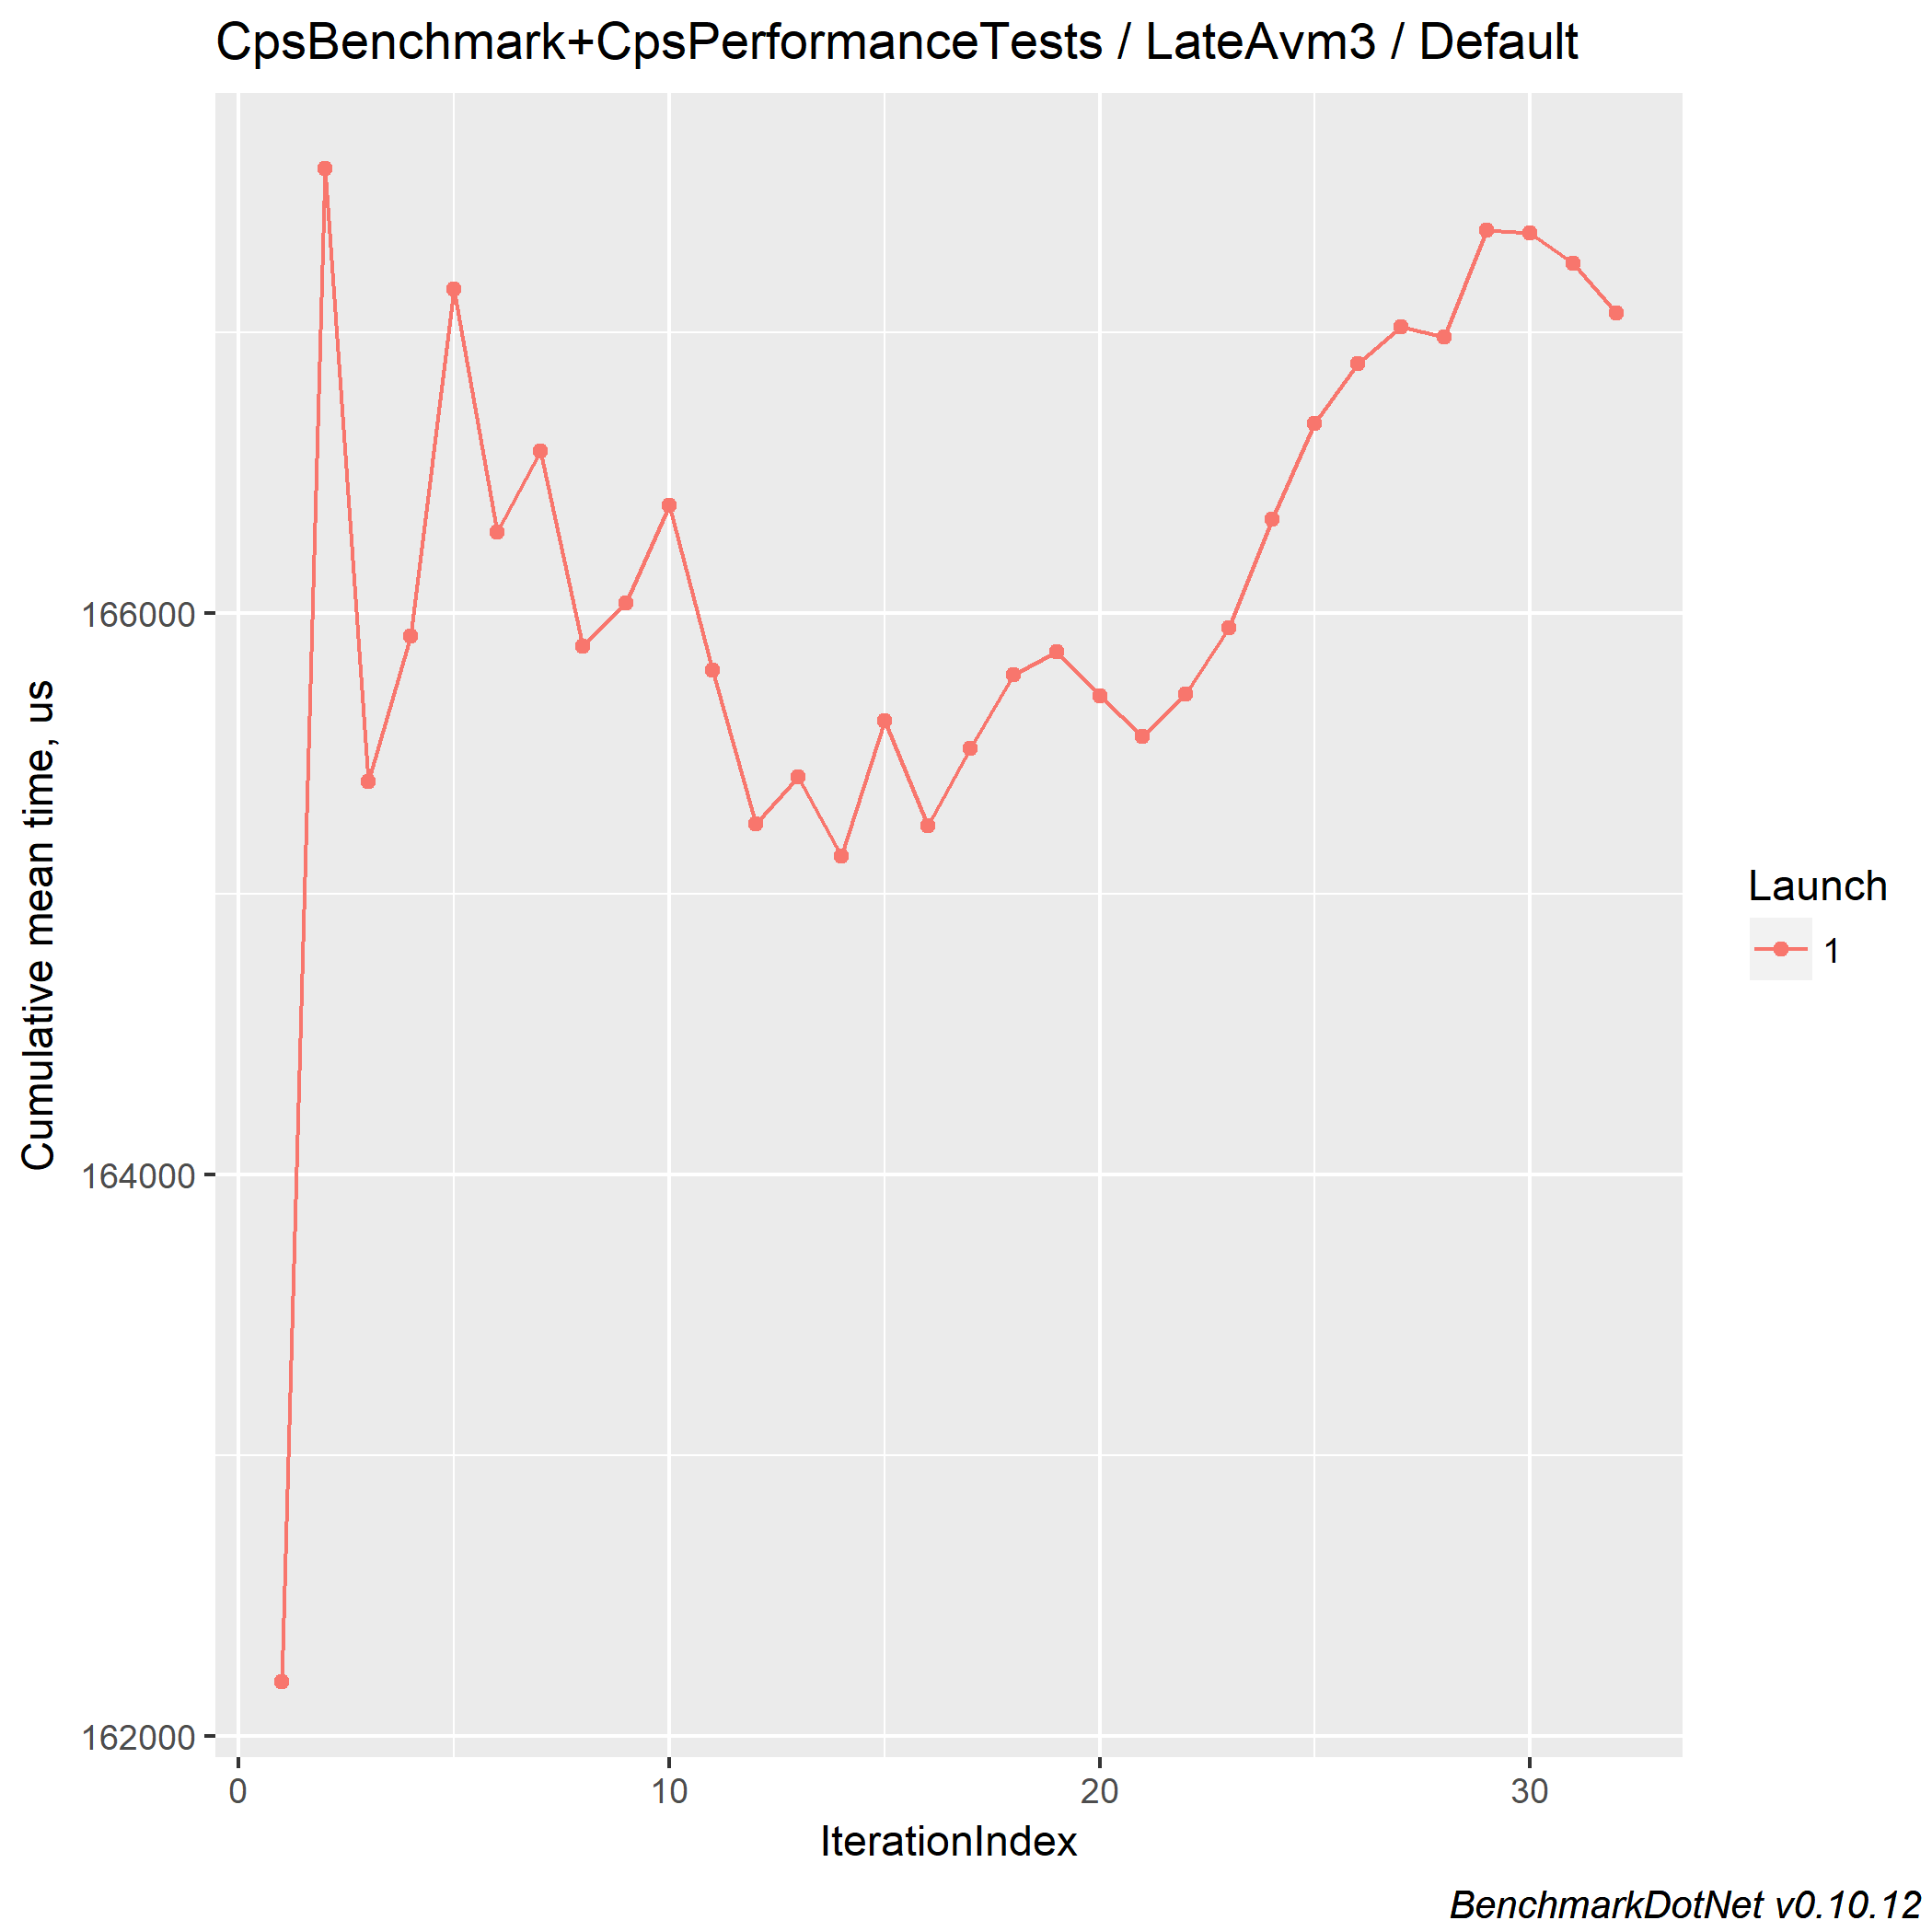 CpsBenchmark+CpsPerformanceTests / LateAvm3 / Default
Cumulative mean time, us
166000
164000
162000
0
10
20
30
IterationIndex
Launch
1
BenchmarkDotNet v0.10.12